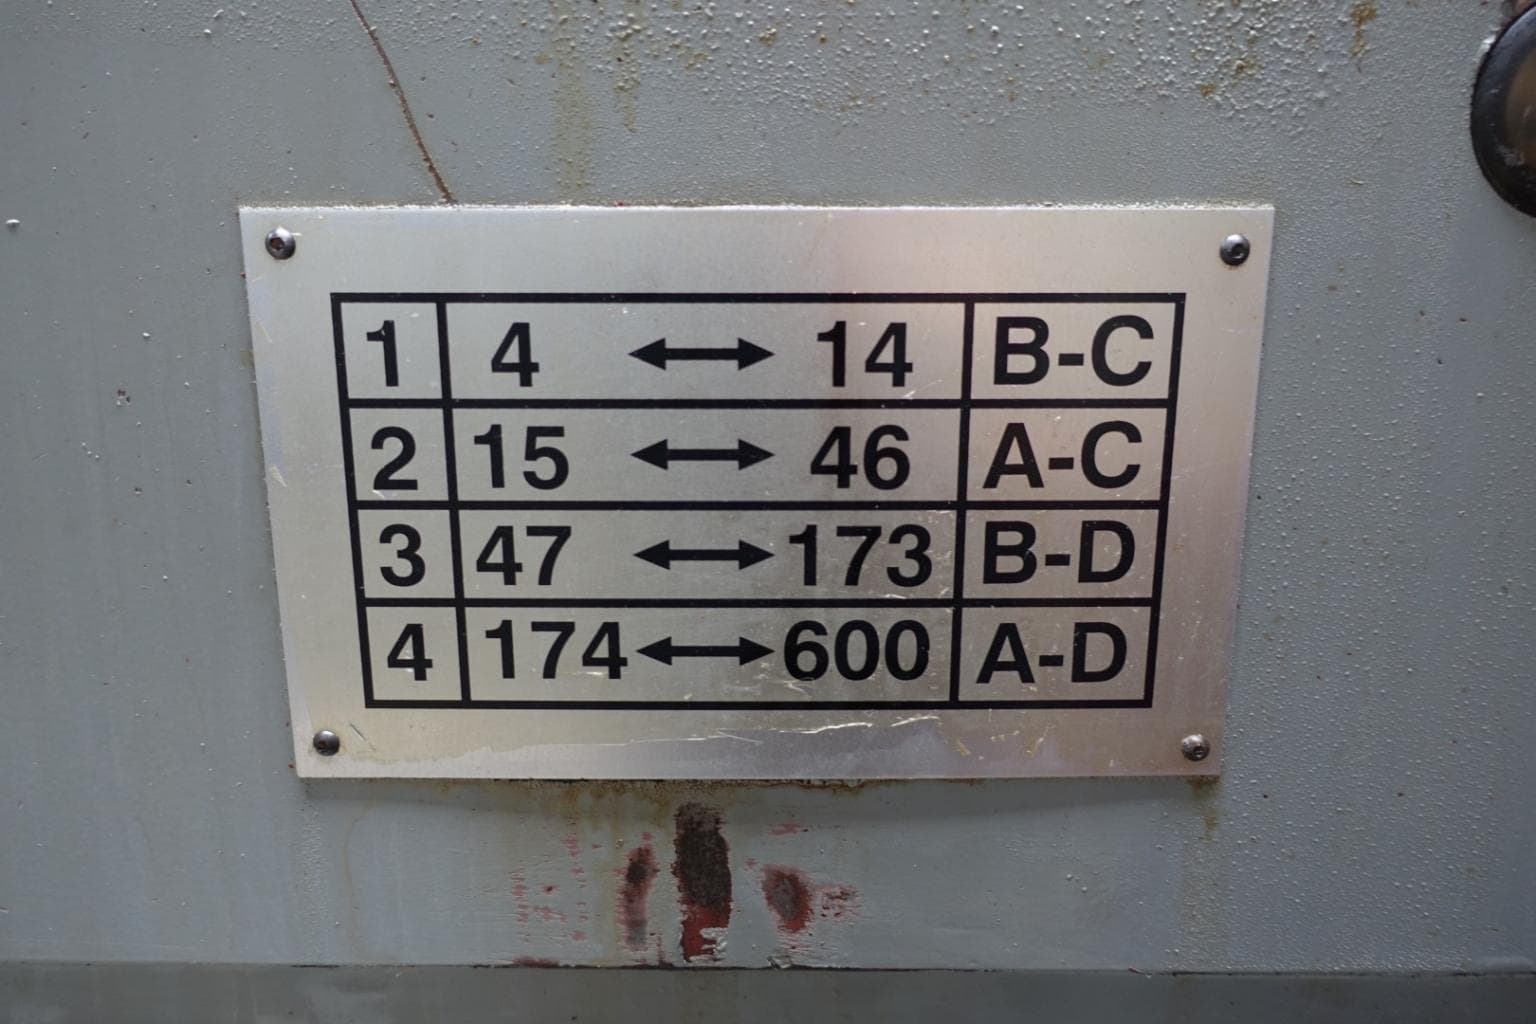 1 4 ↔ 14 B-C
2 15 ↔ 46 A-C
3 47 ↔ 173 B-D
4 174 ↔ 600 A-D